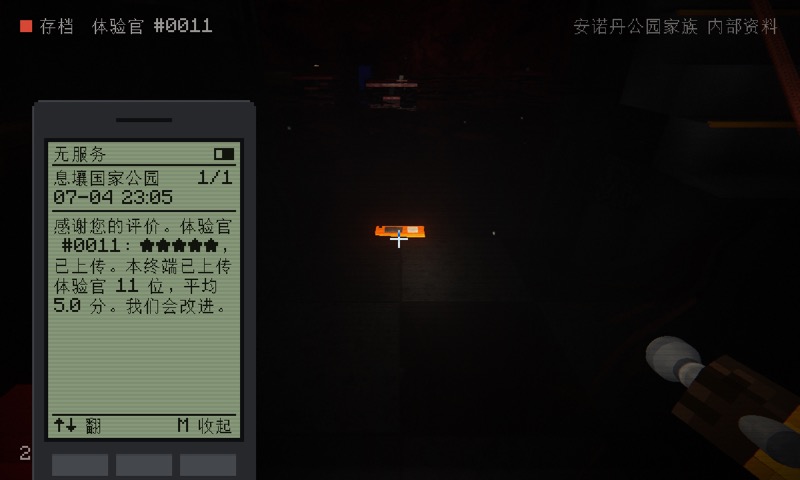 存档 体验官 #0011
安诺丹公园家族 内部资料
无服务
息壤国家公园 1/1
07-04 23:05
感谢您的评价。体验官
#0011: ★★★★★,
已上传。本终端已上传
体验官 11 位，平均
5.0 分。我们会改进。
↑↓ 翻 M 收起
2